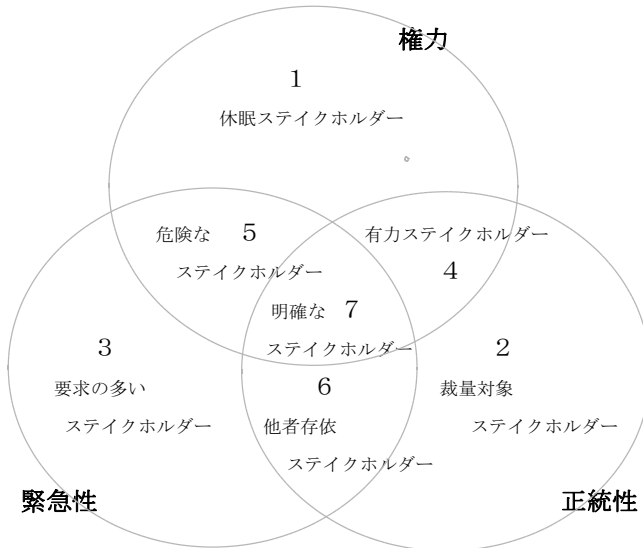 権力
1
休眠ステイクホルダー
危険な 5
ステイクホルダー
有力ステイクホルダー
4
明確な 7
ステイクホルダー
3
要求の多い
ステイクホルダー
6
他者存依
ステイクホルダー
2
裁量対象
ステイクホルダー
緊急性
正統性